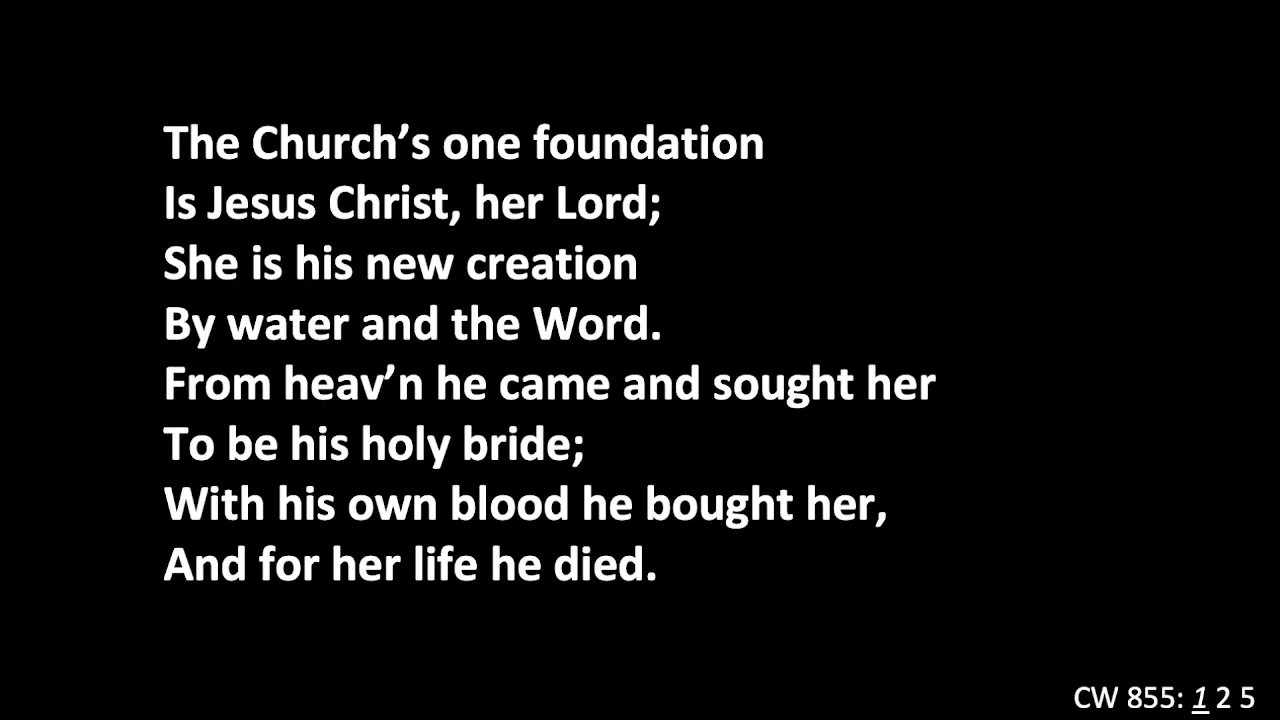 The Church’s one foundation
Is Jesus Christ, her Lord;
She is his new creation
By water and the Word.
From heav’n he came and sought her
To be his holy bride;
With his own blood he bought her,
And for her life he died.
CW 855: 1 2 5